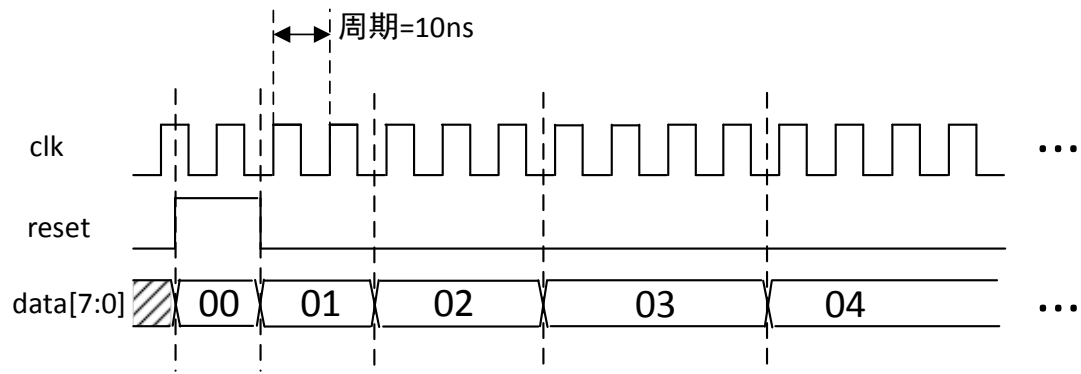 周期=10ns
clk
...
reset
data[7:0]
00
01
02
03
04
...